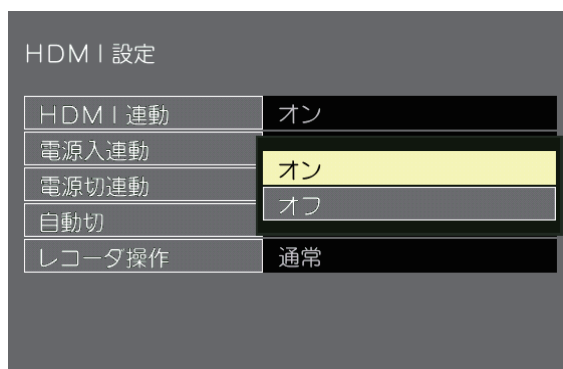 HDMI設定
HDMI連動 オン
電源入連動
オン
電源切連動
オフ
自動切
レコーダ操作 通常